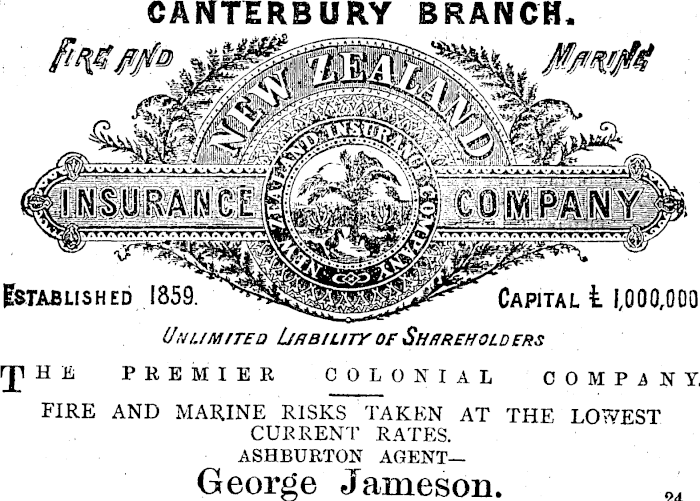 CANTERBURY BRANCH.
FIRE AND MARINE
NEW ZEALAND
NEW ZEALAND INSURANCE COMPANY
INSURANCE COMPANY
ESTABLISHED 1859. CAPITAL £ 1,000,000
UNLIMITED LIABILITY OF SHAREHOLDERS
THE PREMIER COLONIAL COMPANY
FIRE AND MARINE RISKS TAKEN AT THE LOWEST
CURRENT RATES.
ASHBURTON AGENT—
George Jameson.
24